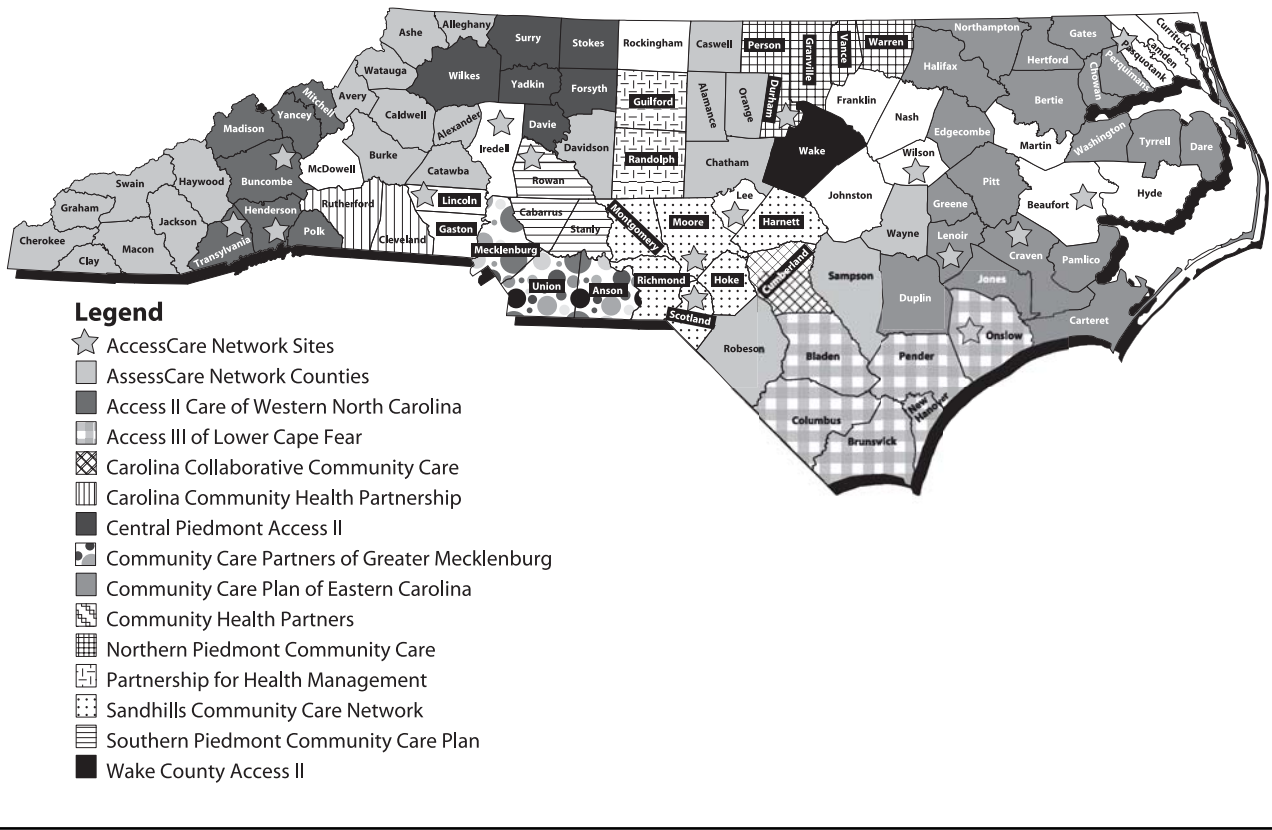 Alleghany
Ashe
Surry
Stokes
Rockingham
Caswell
Person
Granville
Vance
Warren
Northampton
Gates
Currituck
Camden
Pasquotank
Perquimans
Chowan
Hertford
Halifax
Bertie
Watauga
Wilkes
Yadkin
Forsyth
Guilford
Alamance
Orange
Durham
Franklin
Nash
Edgecombe
Martin
Washington
Tyrrell
Dare
Mitchell
Avery
Yancey
Madison
Caldwell
Alexander
Iredell
Davie
Davidson
Randolph
Chatham
Wake
Wilson
Pitt
Beaufort
Hyde
McDowell
Burke
Catawba
Rowan
Lee
Johnston
Greene
Swain
Haywood
Buncombe
Rutherford
Lincoln
Cabarrus
Stanly
Montgomery
Moore
Harnett
Wayne
Lenoir
Craven
Pamlico
Graham
Jackson
Henderson
Polk
Cleveland
Gaston
Mecklenburg
Cherokee
Clay
Macon
Transylvania
Union
Anson
Richmond
Hoke
Scotland
Cumberland
Sampson
Duplin
Jones
Carteret
Onslow
Robeson
Bladen
Pender
Columbus
Brunswick
New
Hanover
Legend
AccessCare Network Sites
AssessCare Network Counties
Access II Care of Western North Carolina
Access III of Lower Cape Fear
Carolina Collaborative Community Care
Carolina Community Health Partnership
Central Piedmont Access II
Community Care Partners of Greater Mecklenburg
Community Care Plan of Eastern Carolina
Community Health Partners
Northern Piedmont Community Care
Partnership for Health Management
Sandhills Community Care Network
Southern Piedmont Community Care Plan
Wake County Access II